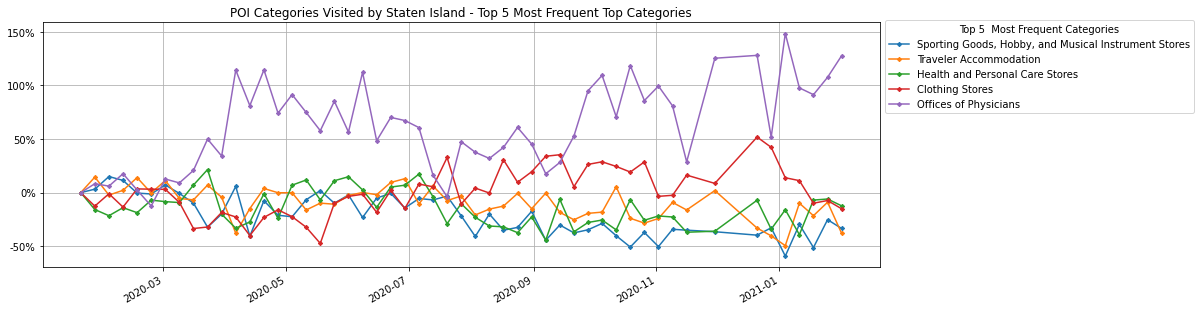 POI Categories Visited by Staten Island - Top 5 Most Frequent Top Categories
150%
100%
50%
0%
-50%
2020-03
2020-05
2020-07
2020-09
2020-11
2021-01
Top 5  Most Frequent Categories
Sporting Goods, Hobby, and Musical Instrument Stores
Traveler Accommodation
Health and Personal Care Stores
Clothing Stores
Offices of Physicians